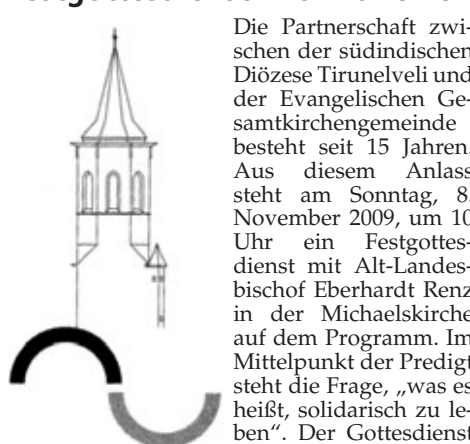 Die Partnerschaft zwi-
schen der südindischen
Diözese Tirunelveli und
der Evangelischen Ge-
samtkirchengemeinde
besteht seit 15 Jahren.
Aus diesem Anlass
steht am Sonntag, 8.
November 2009, um 10
Uhr ein Festgottes-
dienst mit Alt-Landes-
bischof Eberhardt Renz
in der Michaelskirche
auf dem Programm. Im
Mittelpunkt der Predigt
steht die Frage, „was es
heißt, solidarisch zu le-
ben“. Der Gottesdienst